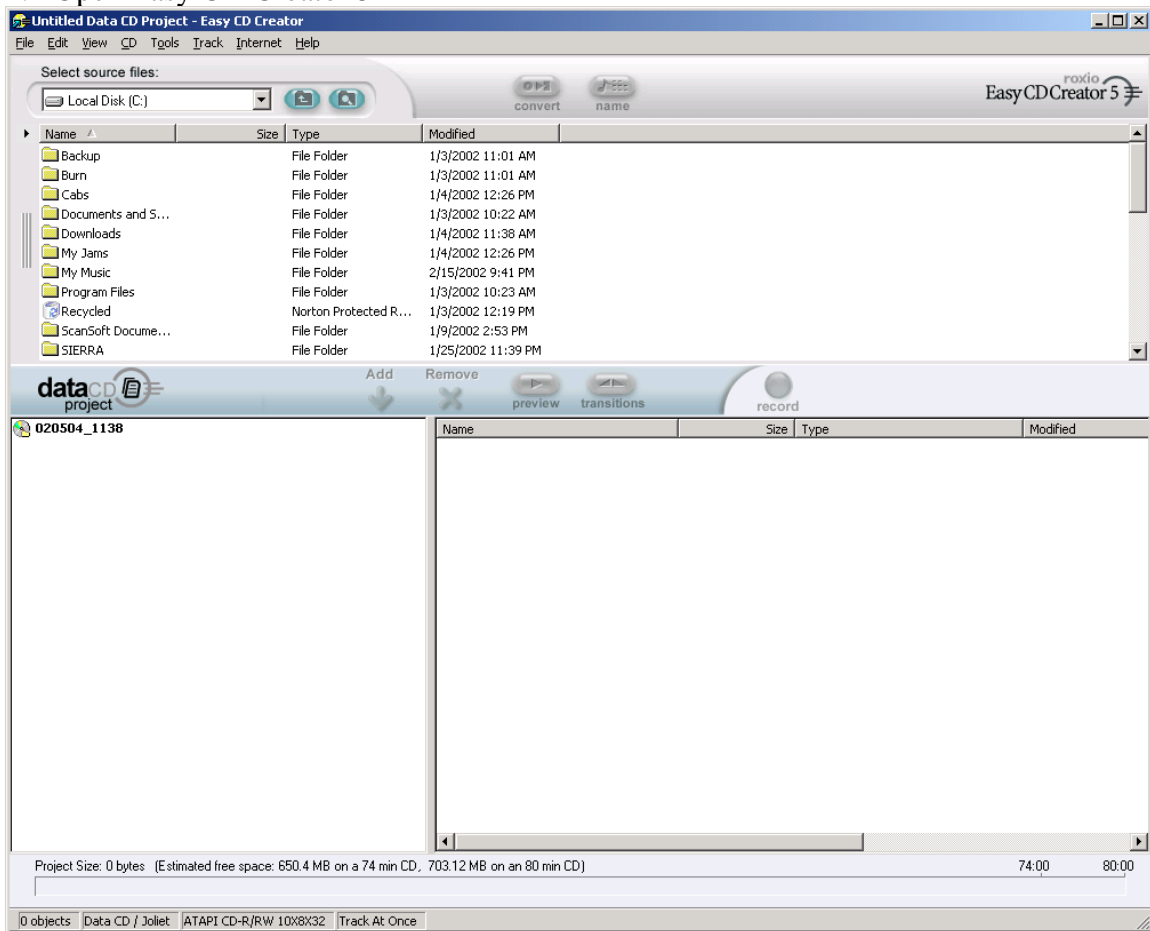 Untitled Data CD Project - Easy CD Creator
File Edit View CD Tools Track Internet Help
Select source files:
Local Disk (C:)
convert name
roxio
Easy CD Creator 5
Name Size Type Modified
Backup File Folder 1/3/2002 11:01 AM
Burn File Folder 1/3/2002 11:01 AM
Cabs File Folder 1/4/2002 12:26 PM
Documents and S... File Folder 1/3/2002 10:22 AM
Downloads File Folder 1/4/2002 11:38 AM
My Jams File Folder 1/4/2002 12:26 PM
My Music File Folder 2/15/2002 9:41 PM
Program Files File Folder 1/3/2002 10:23 AM
Recycled Norton Protected R... 1/3/2002 12:19 PM
ScanSoft Docume... File Folder 1/9/2002 2:53 PM
SIERRA File Folder 1/25/2002 11:39 PM
datacd project
Add Remove preview transitions record
020504_1138
Name Size Type Modified
Project Size: 0 bytes (Estimated free space: 650.4 MB on a 74 min CD, 703.12 MB on an 80 min CD) 74:00 80:00
0 objects Data CD / Joliet ATAPI CD-R/RW 10X8X32 Track At Once